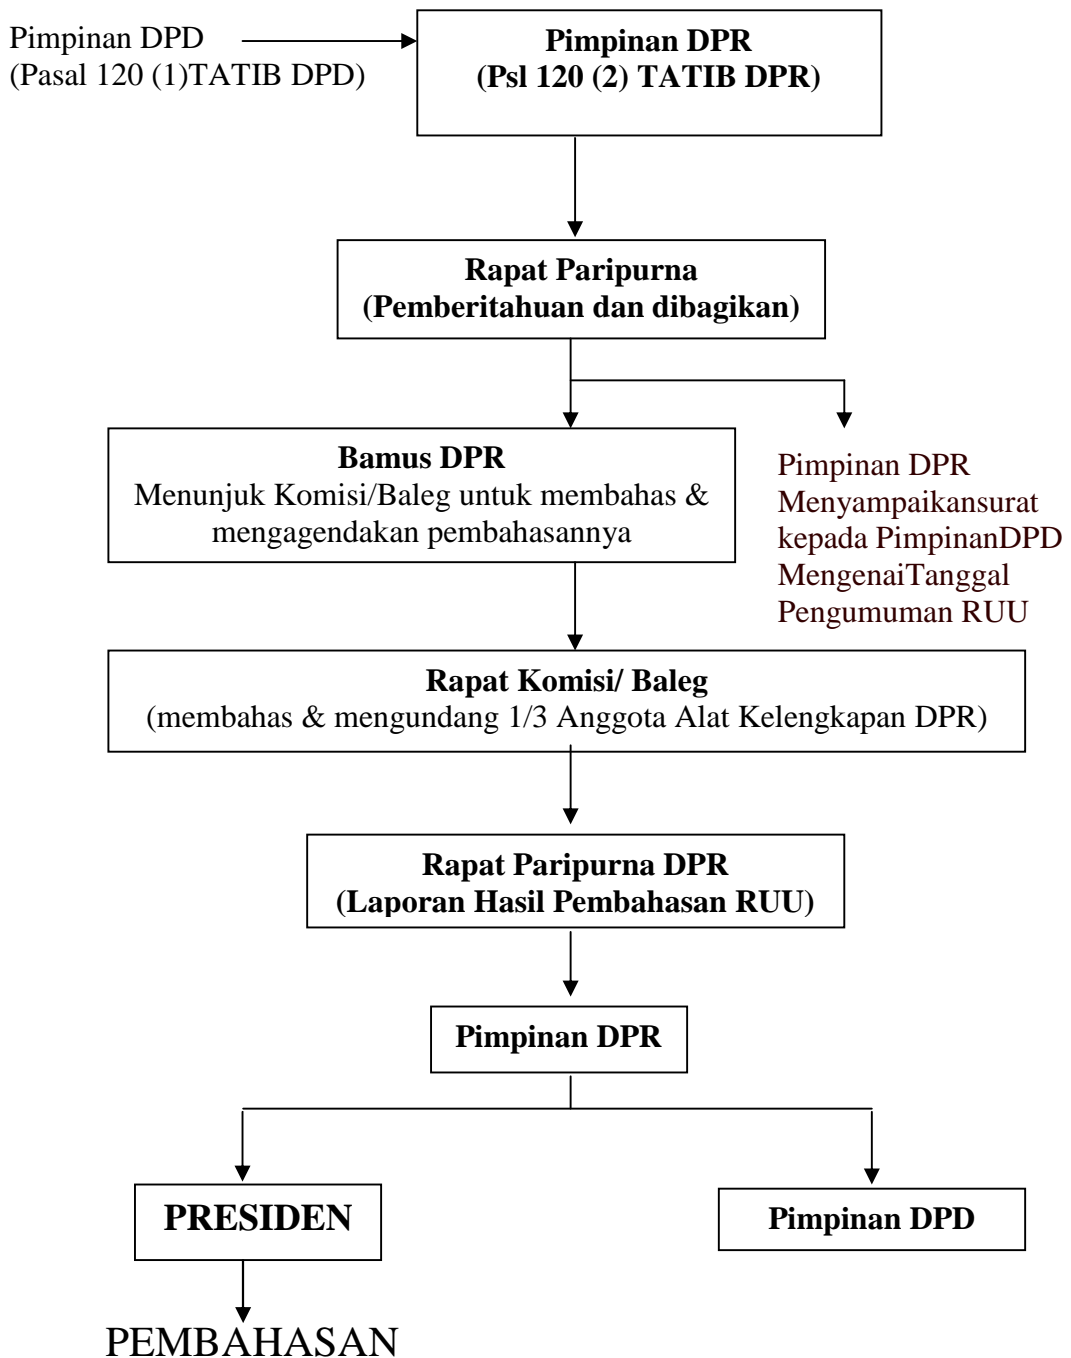 Pimpinan DPD
(Pasal 120 (1)TATIB DPD)
Pimpinan DPR
(Psl 120 (2) TATIB DPR)
Rapat Paripurna
(Pemberitahuan dan dibagikan)
Bamus DPR
Menunjuk Komisi/Baleg untuk membahas &
mengagendakan pembahasannya
Pimpinan DPR
Menyampaikansurat
kepada PimpinanDPD
MengenaiTanggal
Pengumuman RUU
Rapat Komisi/ Baleg
(membahas & mengundang 1/3 Anggota Alat Kelengkapan DPR)
Rapat Paripurna DPR
(Laporan Hasil Pembahasan RUU)
Pimpinan DPR
PRESIDEN
Pimpinan DPD
PEMBAHASAN